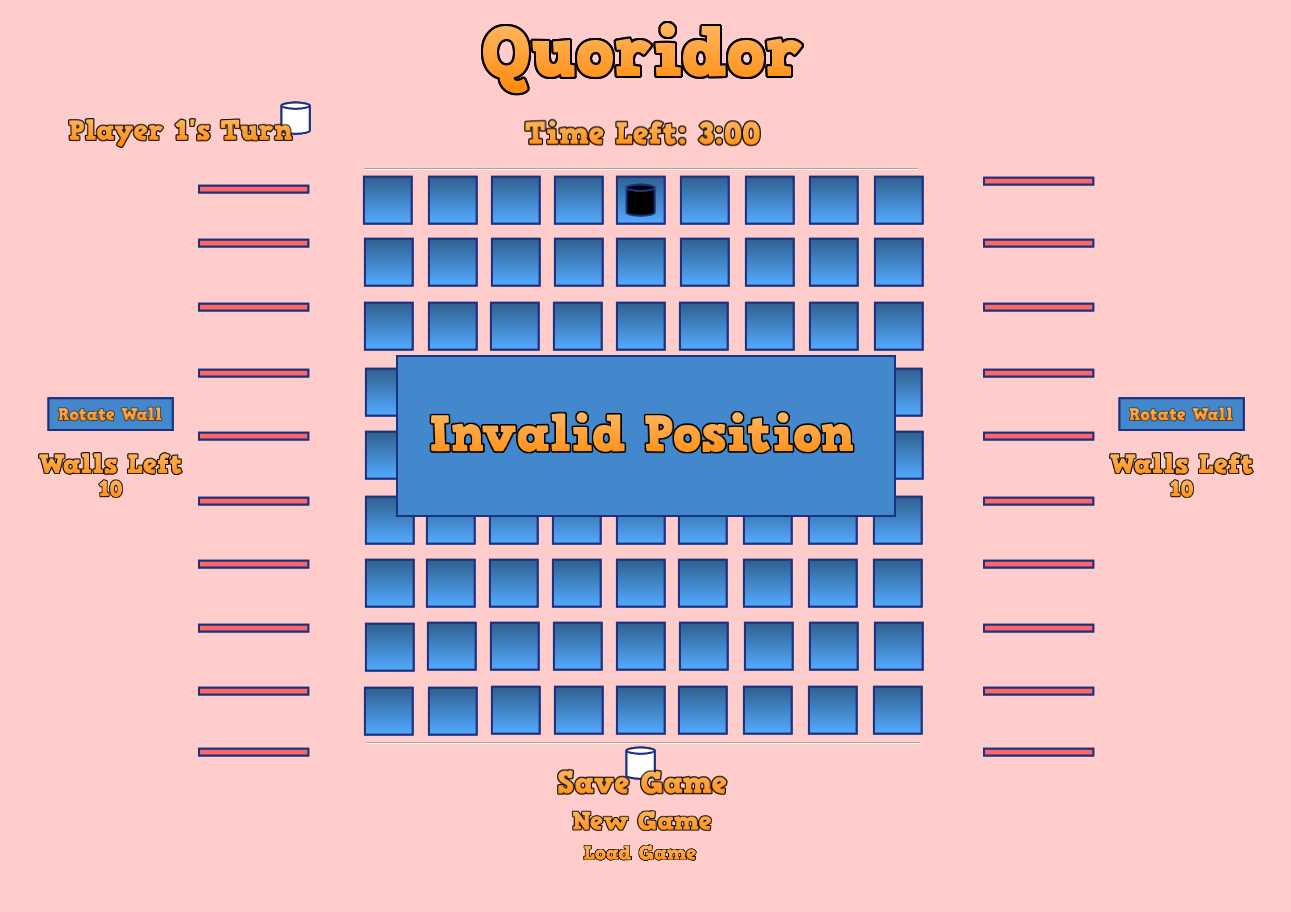 Quoridor
Player 1's Turn
Time Left: 3:00
Invalid Position
Rotate Wall
Walls Left
10
Rotate Wall
Walls Left
10
Save Game
New Game
Load Game